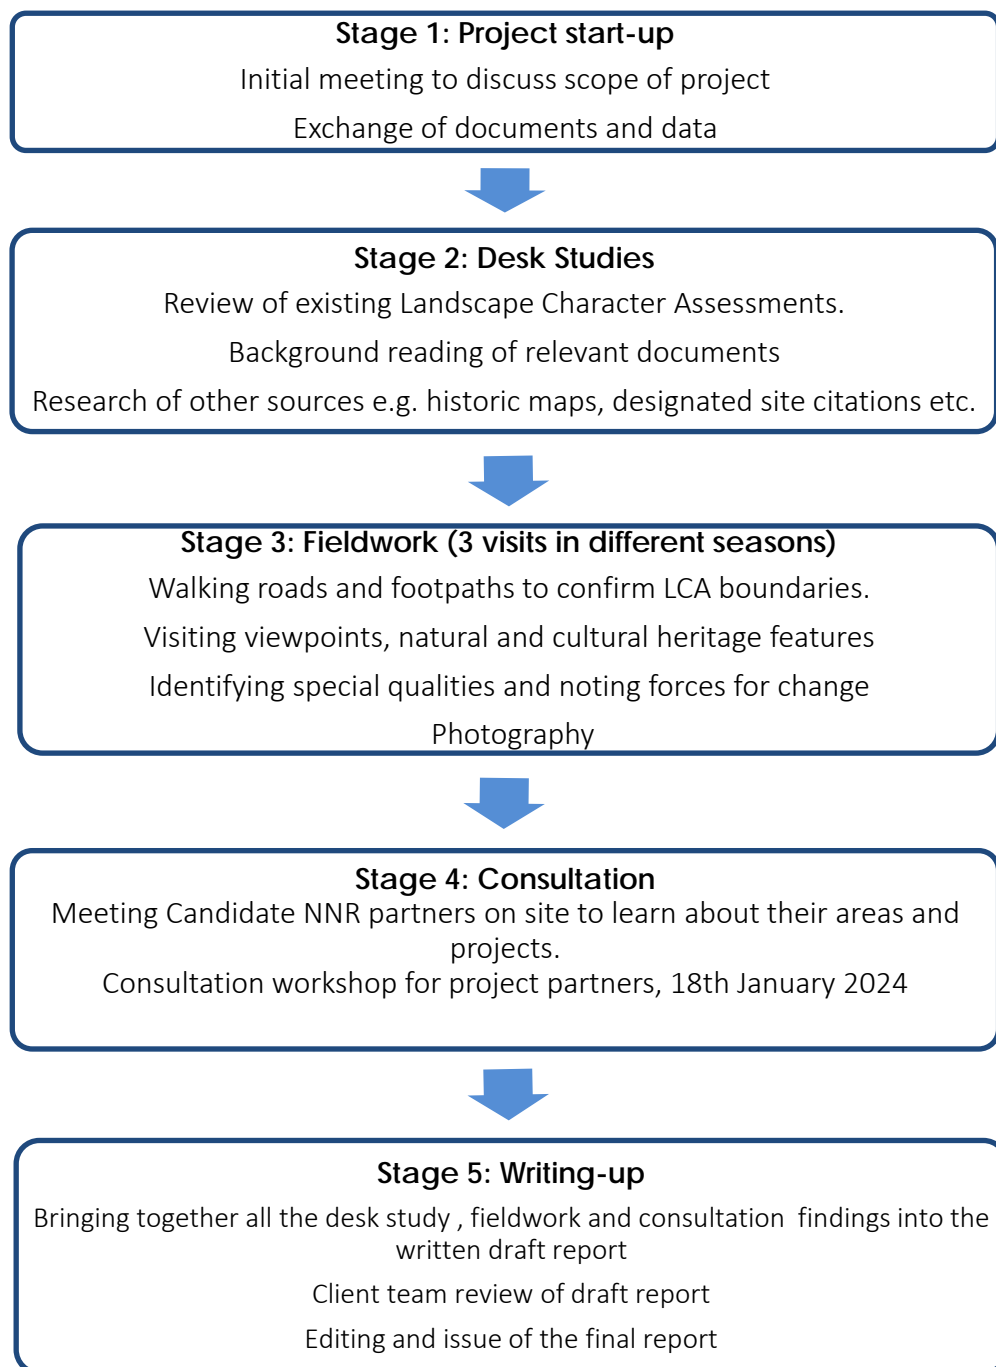 Stage 1: Project start-up
Initial meeting to discuss scope of project
Exchange of documents and data
Stage 2: Desk Studies
Review of existing Landscape Character Assessments.
Background reading of relevant documents
Research of other sources e.g. historic maps, designated site citations etc.
Stage 3: Fieldwork (3 visits in different seasons)
Walking roads and footpaths to confirm LCA boundaries.
Visiting viewpoints, natural and cultural heritage features
Identifying special qualities and noting forces for change
Photography
Stage 4: Consultation
Meeting Candidate NNR partners on site to learn about their areas and
projects.
Consultation workshop for project partners, 18th January 2024
Stage 5: Writing-up
Bringing together all the desk study , fieldwork and consultation  findings into the
written draft report
Client team review of draft report
Editing and issue of the final report